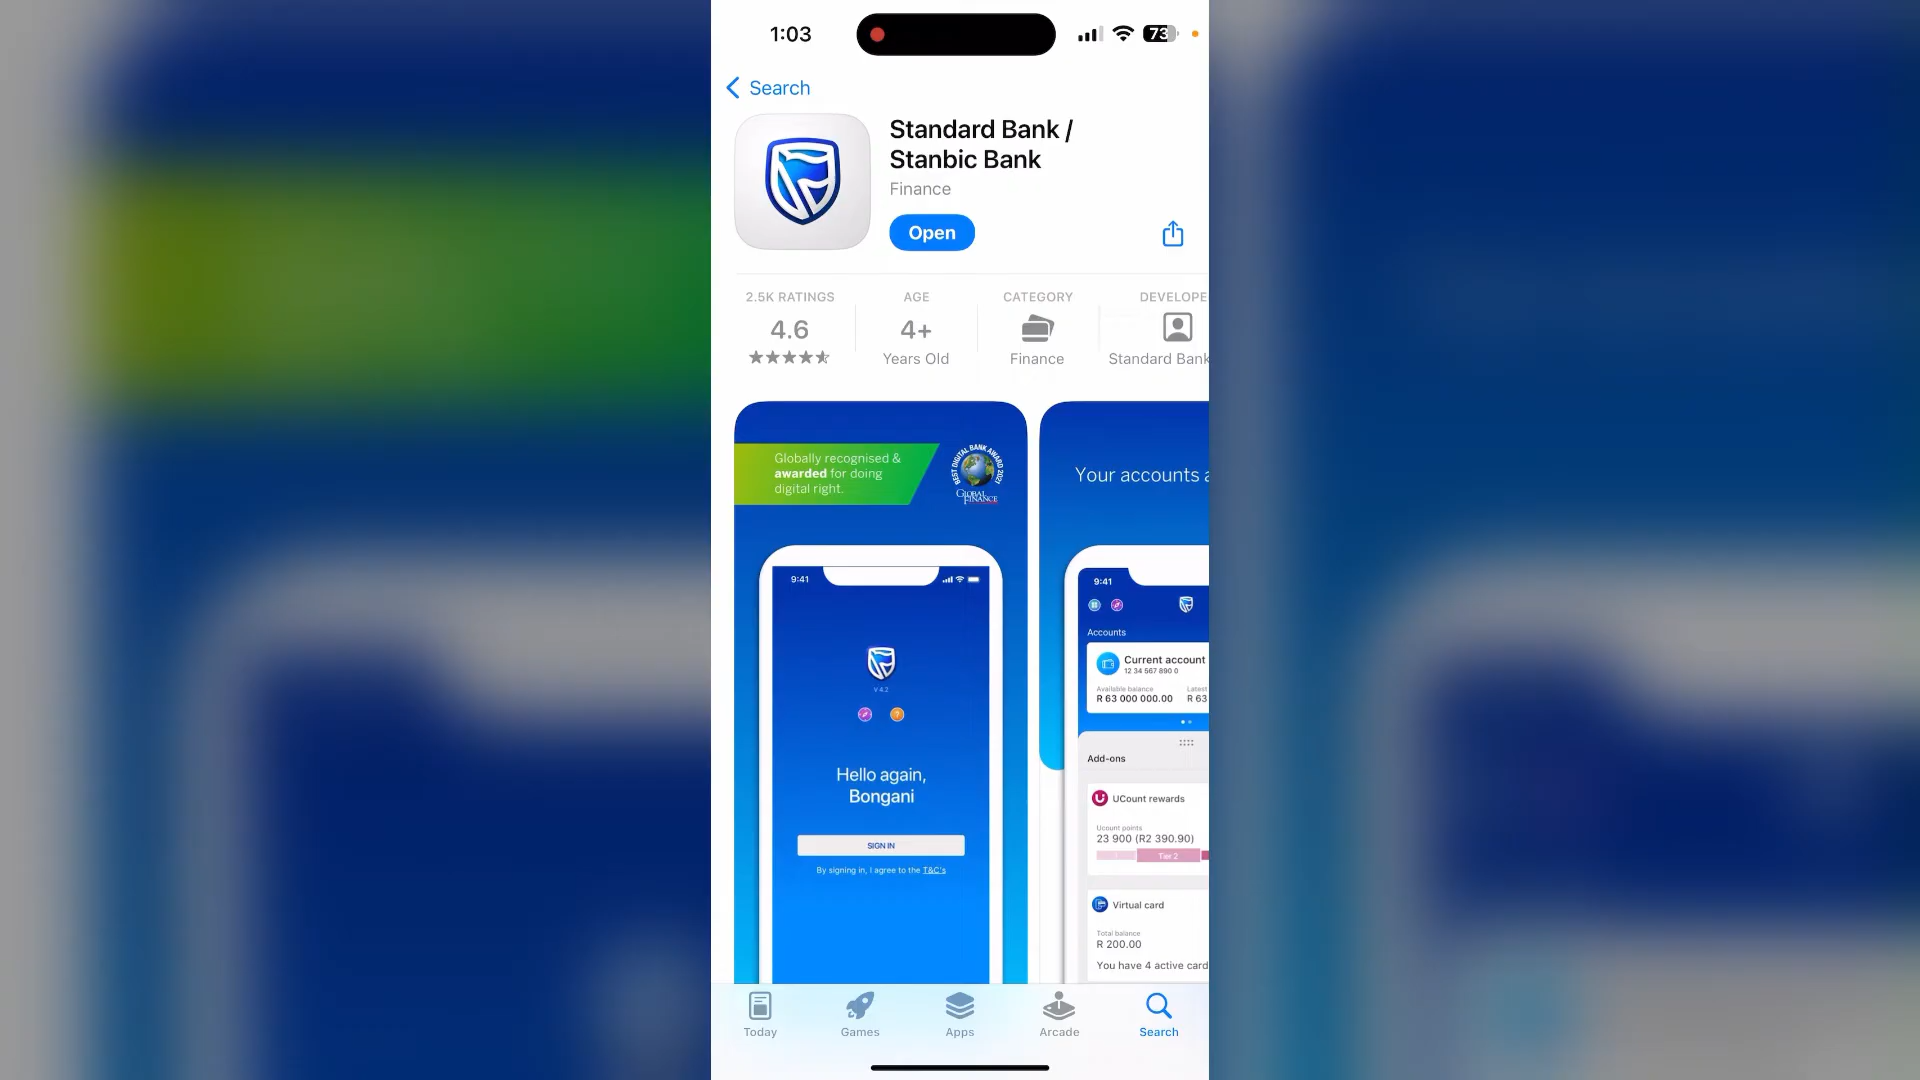 1:03
73
Search
Standard Bank /
Stanbic Bank
Finance
Open
2.5K RATINGS
4.6
AGE
4+
Years Old
CATEGORY
Finance
DEVELOPE
Standard Bank
Globally recognised &
awarded for doing
digital right.
BEST DIGITAL BANK AWARD 2021
GLOBAL
FINANCE
9:41
V 4.2
Hello again,
Bongani
SIGN IN
By signing in, I agree to the T&C's
Your accounts a
9:41
Accounts
Current account
12 34 567 890 0
Available balance
Latest
R 63 000 000.00
R 63
Add-ons
UCount rewards
Ucount points
23 900 (R2 390.90)
Tier 2
Virtual card
Total balance
R 200.00
You have 4 active card
Today
Games
Apps
Arcade
Search